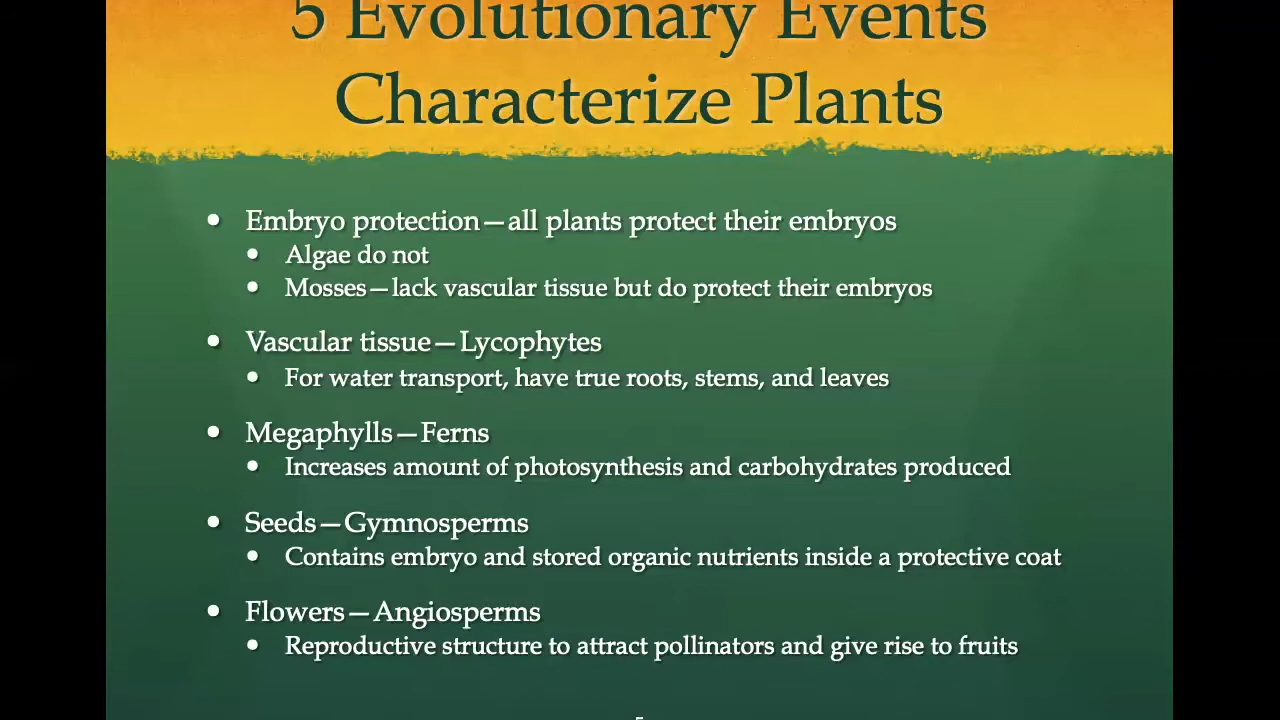 5 Evolutionary Events
Characterize Plants
• Embryo protection—all plants protect their embryos
• Algae do not
• Mosses—lack vascular tissue but do protect their embryos
• Vascular tissue—Lycophytes
• For water transport, have true roots, stems, and leaves
• Megaphylls—Ferns
• Increases amount of photosynthesis and carbohydrates produced
• Seeds—Gymnosperms
• Contains embryo and stored organic nutrients inside a protective coat
• Flowers—Angiosperms
• Reproductive structure to attract pollinators and give rise to fruits